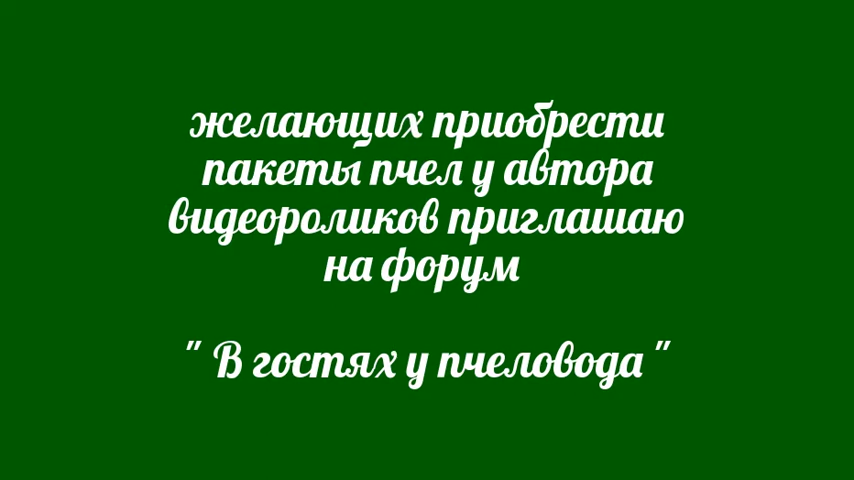 желающих приобрести
пакеты пчел у автора
видеороликов приглашаю
на форум
" В гостях у пчеловода "